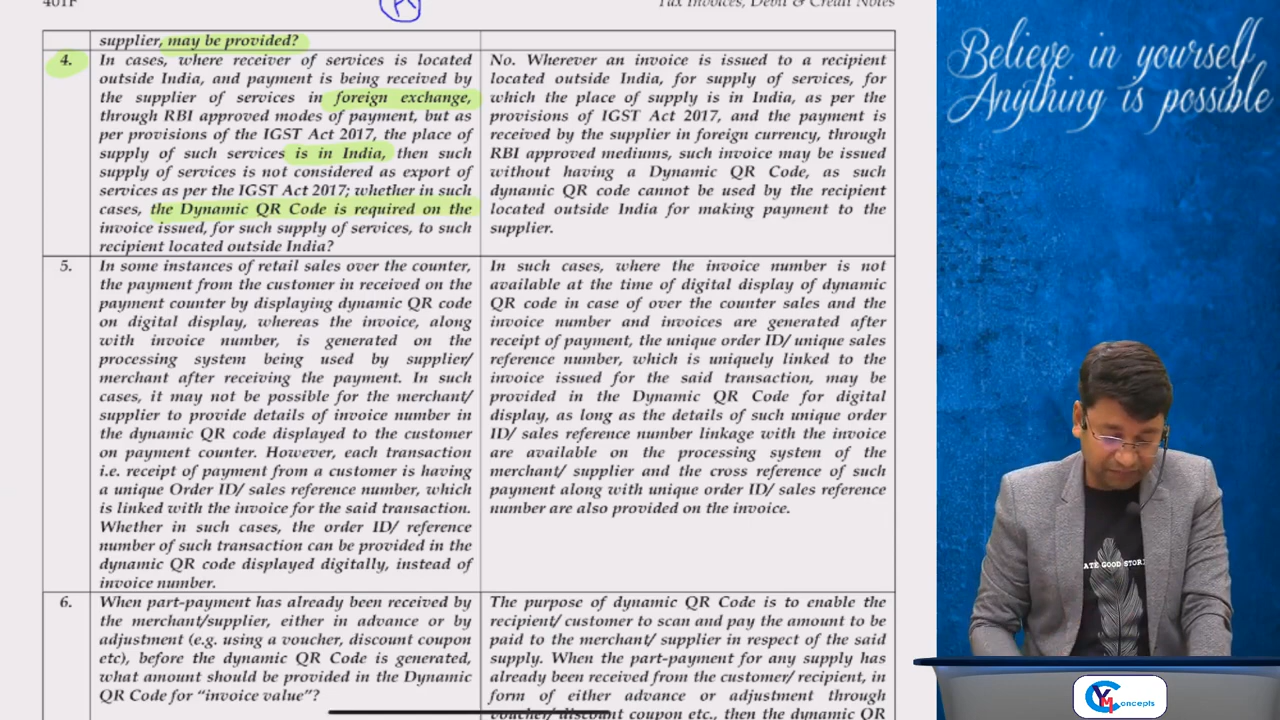 401F
Tax Invoices, Debit & Credit Notes
supplier, may be provided?
4.
In cases, where receiver of services is located
outside India, and payment is being received by
the supplier of services in foreign exchange,
through RBI approved modes of payment, but as
per provisions of the IGST Act 2017, the place of
supply of such services is in India, then such
supply of services is not considered as export of
services as per the IGST Act 2017; whether in such
cases, the Dynamic QR Code is required on the
invoice issued, for such supply of services, to such
recipient located outside India?
No. Wherever an invoice is issued to a recipient
located outside India, for supply of services, for
which the place of supply is in India, as per the
provisions of IGST Act 2017, and the payment is
received by the supplier in foreign currency, through
RBI approved mediums, such invoice may be issued
without having a Dynamic QR Code, as such
dynamic QR code cannot be used by the recipient
located outside India for making payment to the
supplier.
5.
In some instances of retail sales over the counter,
the payment from the customer in received on the
payment counter by displaying dynamic QR code
on digital display, whereas the invoice, along
with invoice number, is generated on the
processing system being used by supplier/
merchant after receiving the payment. In such
cases, it may not be possible for the merchant/
supplier to provide details of invoice number in
the dynamic QR code displayed to the customer
on payment counter. However, each transaction
i.e. receipt of payment from a customer is having
a unique Order ID/ sales reference number, which
is linked with the invoice for the said transaction.
Whether in such cases, the order ID/ reference
number of such transaction can be provided in the
dynamic QR code displayed digitally, instead of
invoice number.
In such cases, where the invoice number is not
available at the time of digital display of dynamic
QR code in case of over the counter sales and the
invoice number and invoices are generated after
receipt of payment, the unique order ID/ unique sales
reference number, which is uniquely linked to the
invoice issued for the said transaction, may be
provided in the Dynamic QR Code for digital
display, as long as the details of such unique order
ID/ sales reference number linkage with the invoice
are available on the processing system of the
merchant/ supplier and the cross reference of such
payment along with unique order ID/ sales reference
number are also provided on the invoice.
6.
When part-payment has already been received by
the merchant/supplier, either in advance or by
adjustment (e.g. using a voucher, discount coupon
etc), before the dynamic QR Code is generated,
what amount should be provided in the Dynamic
QR Code for "invoice value"?
The purpose of dynamic QR Code is to enable the
recipient/ customer to scan and pay the amount to be
paid to the merchant/ supplier in respect of the said
supply. When the part-payment for any supply has
already been received from the customer/ recipient, in
form of either advance or adjustment through
voucher/ discount coupon etc., then the dynamic QR
Believe in yourself
Anything is possible
ATE GOOD STORI
YM
Concepts